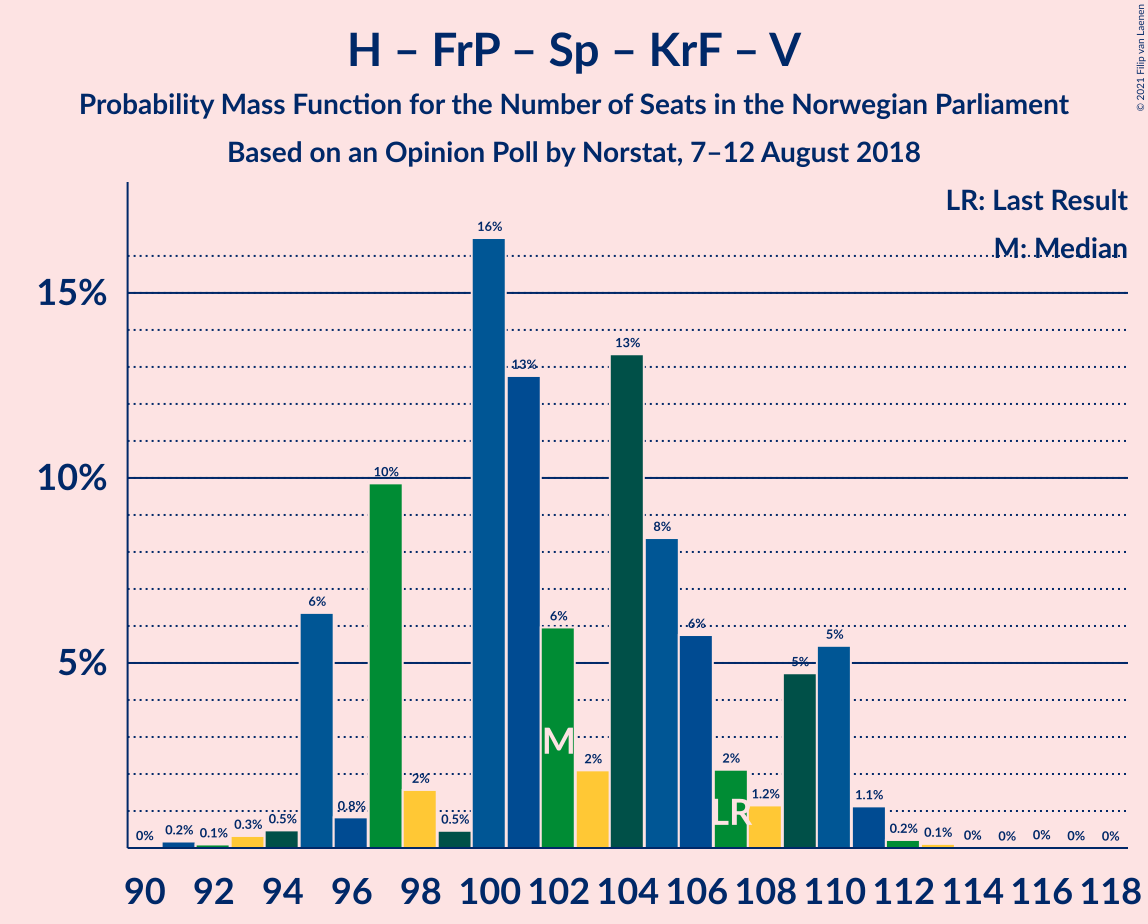 H – FrP – Sp – KrF – V
Probability Mass Function for the Number of Seats in the Norwegian Parliament
Based on an Opinion Poll by Norstat, 7–12 August 2018
© 2021 Filip van Laenen
LR: Last Result
M: Median
15%
10%
5%
0% 0.2% 0.1% 0.3% 0.5% 6% 0.8% 10% 2% 0.5% 16% 13% 6% 2% 13% 8% 6% 2% 1.2% 5% 5% 1.1% 0.2% 0.1% 0% 0% 0% 0% 0%
M
LR
90 92 94 96 98 100 102 104 106 108 110 112 114 116 118